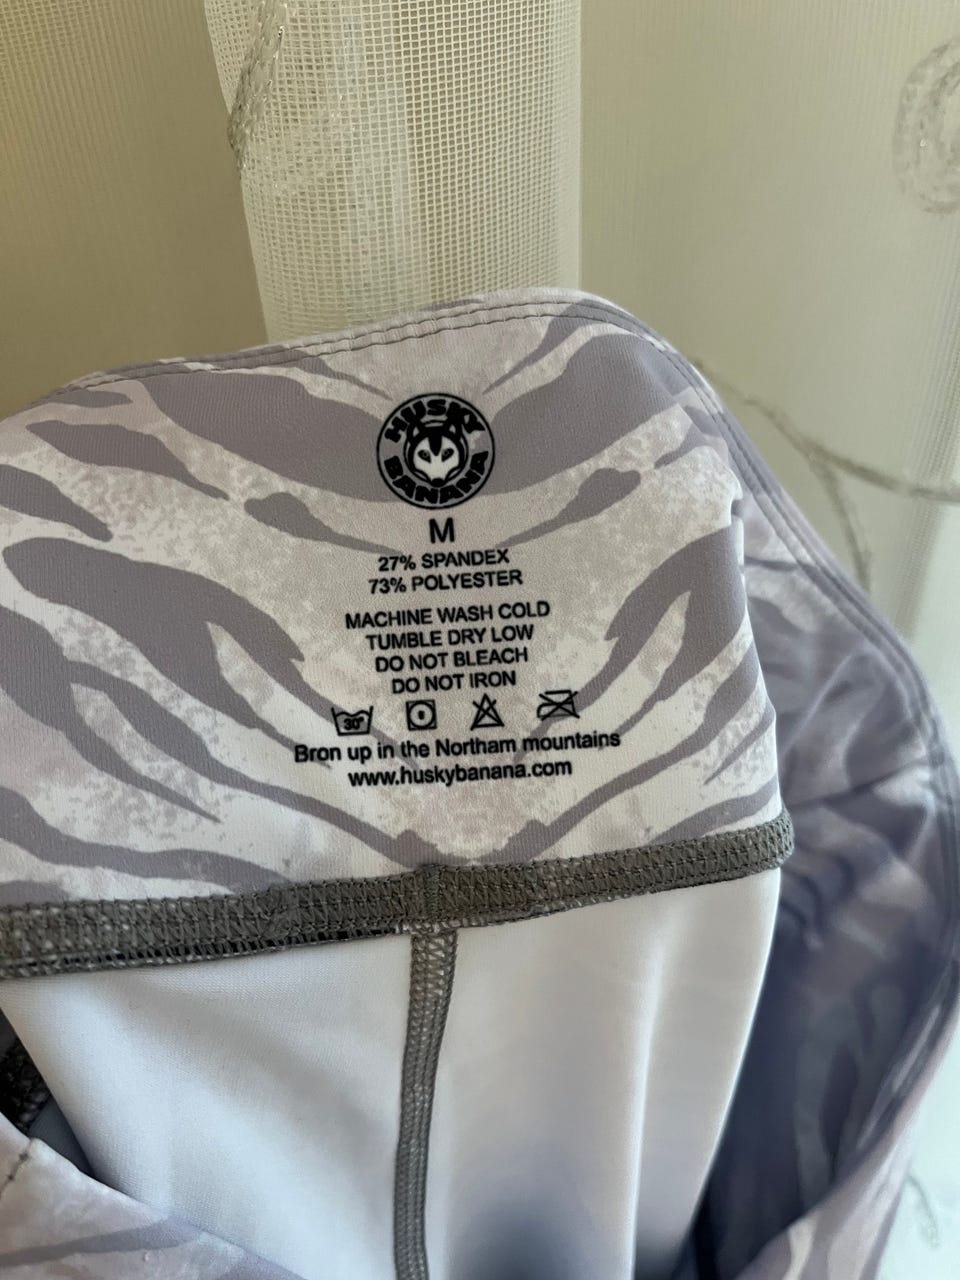 HUSKY
BANANA
M
27% SPANDEX
73% POLYESTER
MACHINE WASH COLD
TUMBLE DRY LOW
DO NOT BLEACH
DO NOT IRON
30°
Bron up in the Northam mountains
www.huskybanana.com